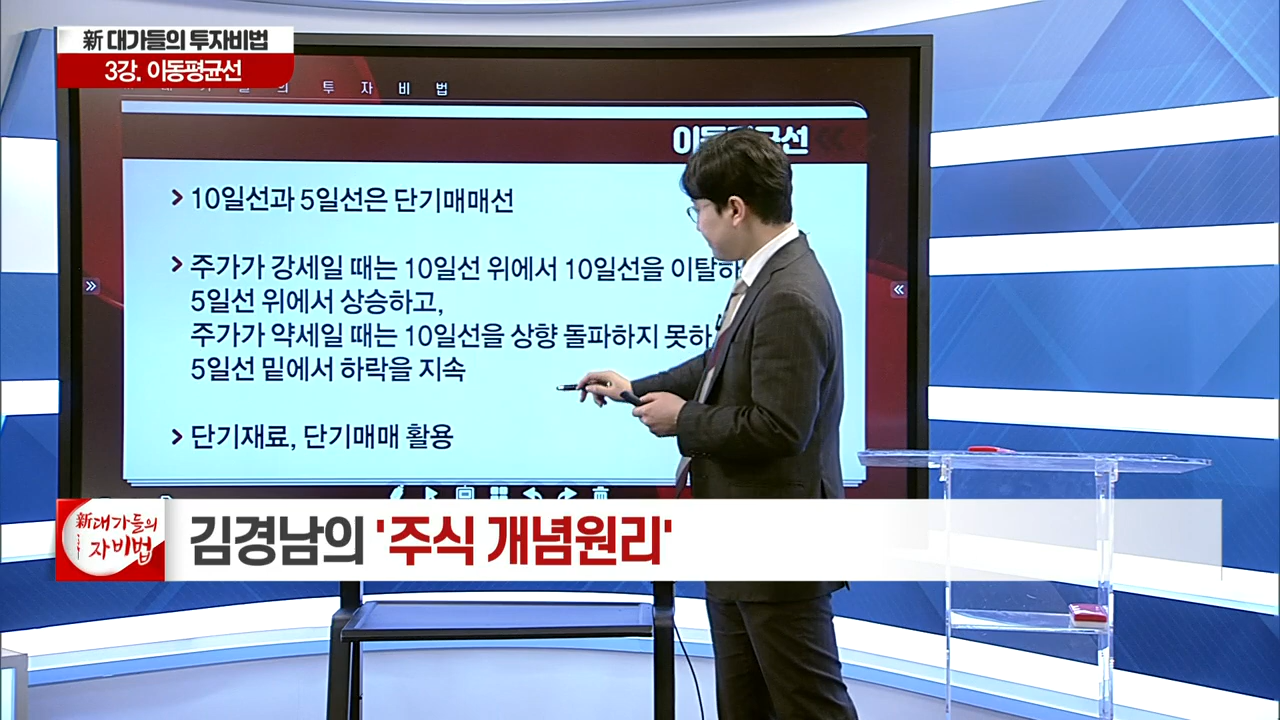 新 대가들의 투자비법
3강. 이동평균선
투 자 비 법
10일선과 5일선은 단기매매선
주가가 강세일 때는 10일선 위에서 10일선을
5일선 위에서 상승하고,
주가가 약세일 때는 10일선을 상향 돌파하지
5일선 밑에서 하락을 지속
단기재료, 단기매매 활용
新대가들의
자비법
김경남의 '주식 개념원리'